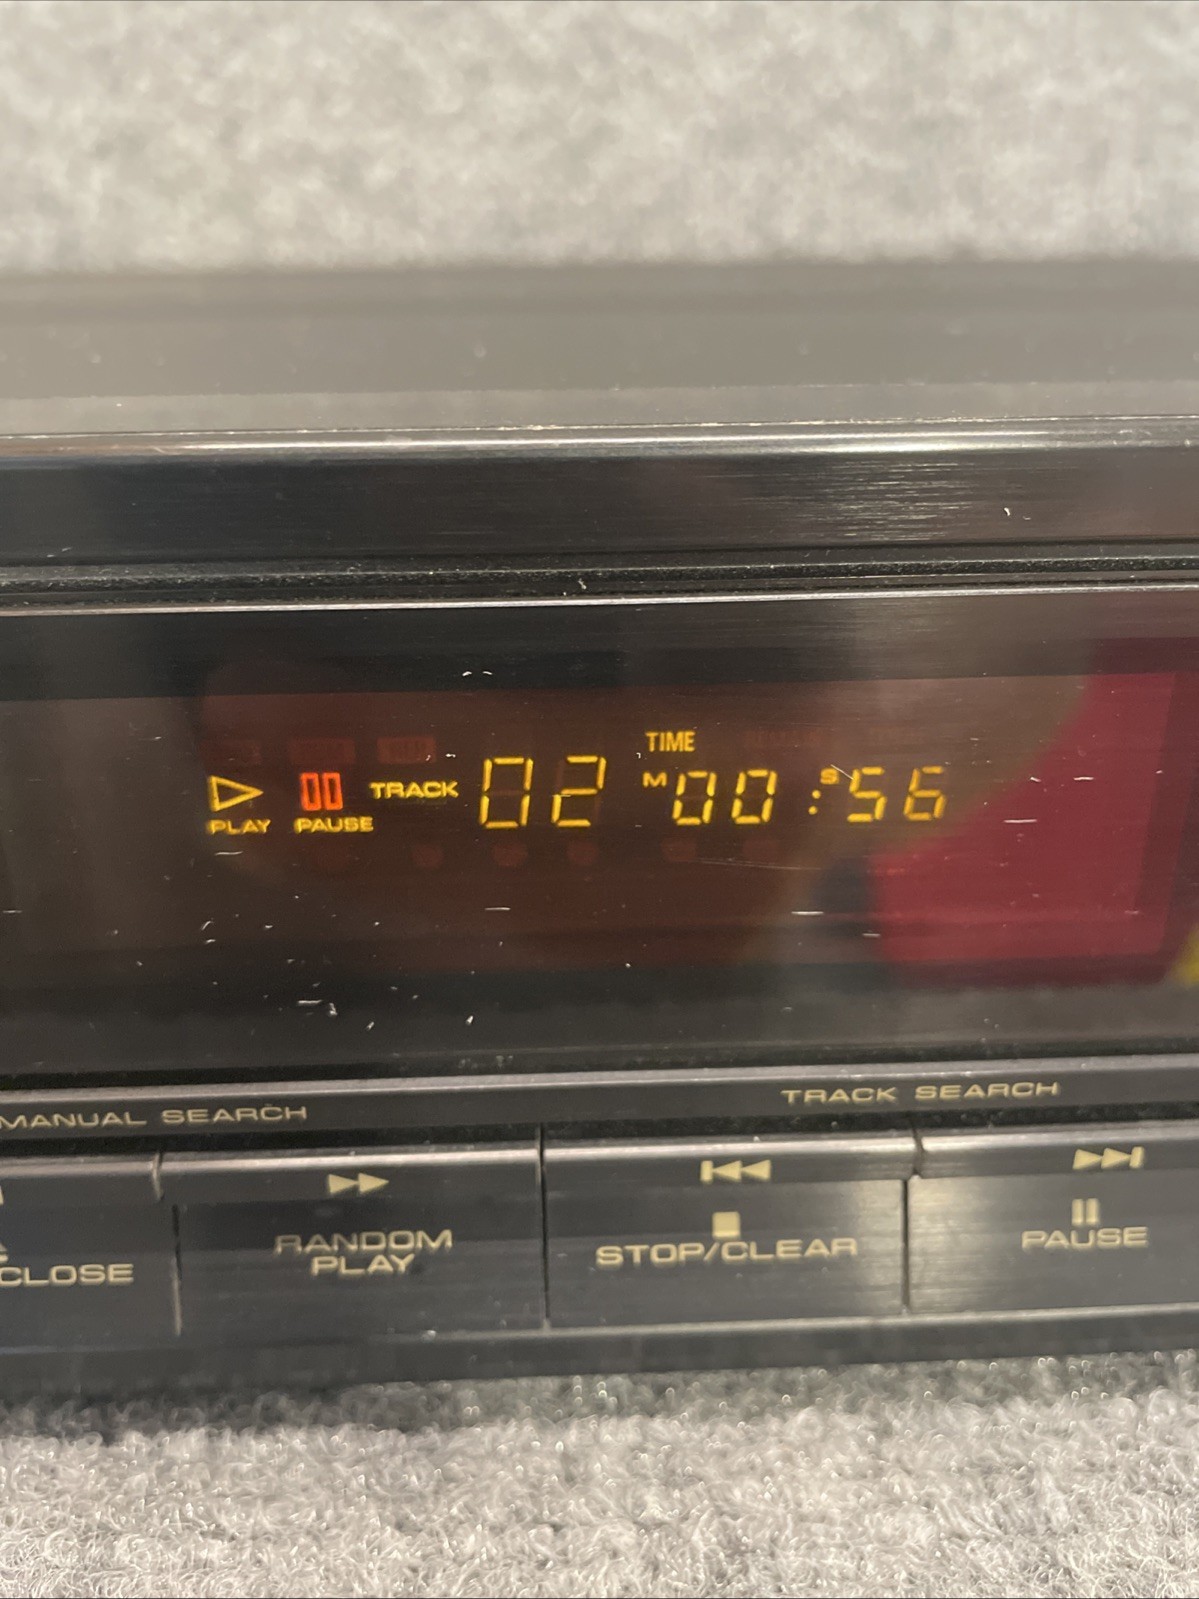 TIME
TRACK 02 M 00 : S 56
PLAY PAUSE
MANUAL SEARCH
TRACK SEARCH
CLOSE
RANDOM
PLAY
STOP/CLEAR
PAUSE